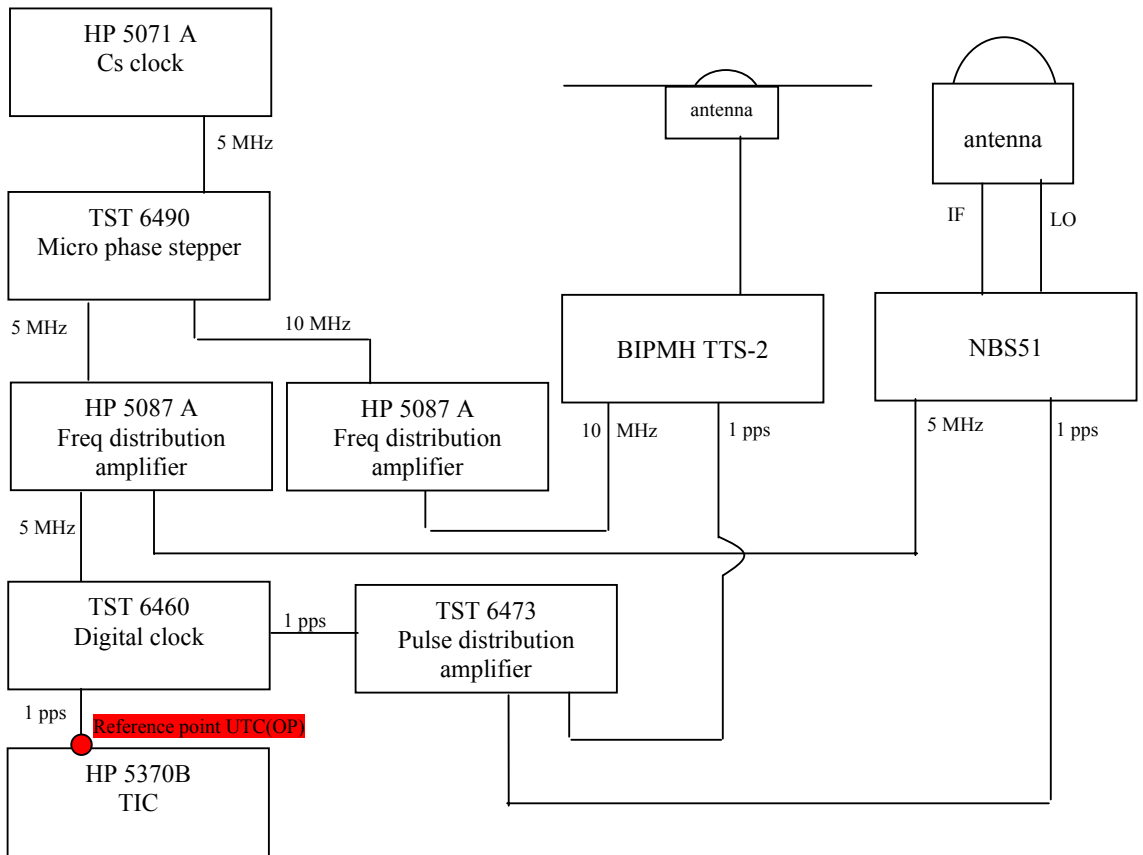 HP 5071 A
Cs clock
5 MHz
antenna
antenna
TST 6490
Micro phase stepper
IF
LO
5 MHz
10 MHz
BIPMH TTS-2
NBS51
HP 5087 A
Freq distribution
amplifier
HP 5087 A
Freq distribution
amplifier
10 MHz
1 pps
5 MHz
1 pps
5 MHz
TST 6460
Digital clock
1 pps
TST 6473
Pulse distribution
amplifier
1 pps
Reference point UTC(OP)
HP 5370B
TIC